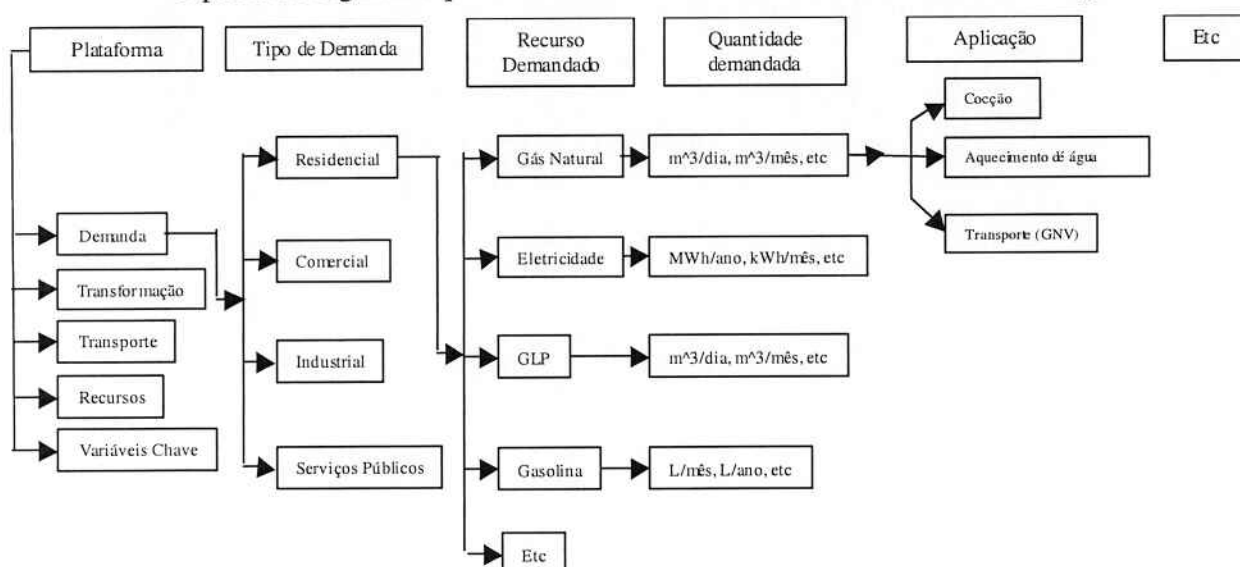 Plataforma
Tipo de Demanda
Recurso
Demandado
Quantidade
demandada
Aplicação
Etc
Demanda
Transformação
Transporte
Recursos
Variáveis Chave
Residencial
Comercial
Industrial
Serviços Públicos
Gás Natural
Eletricidade
GLP
Gasolina
Etc
m^3/dia, m^3/mês, etc
MWh/ano, kWh/mês, etc
m^3/dia, m^3/mês, etc
L/mês, L/ano, etc
Cocção
Aquecimento dé água
Transporte (GNV)